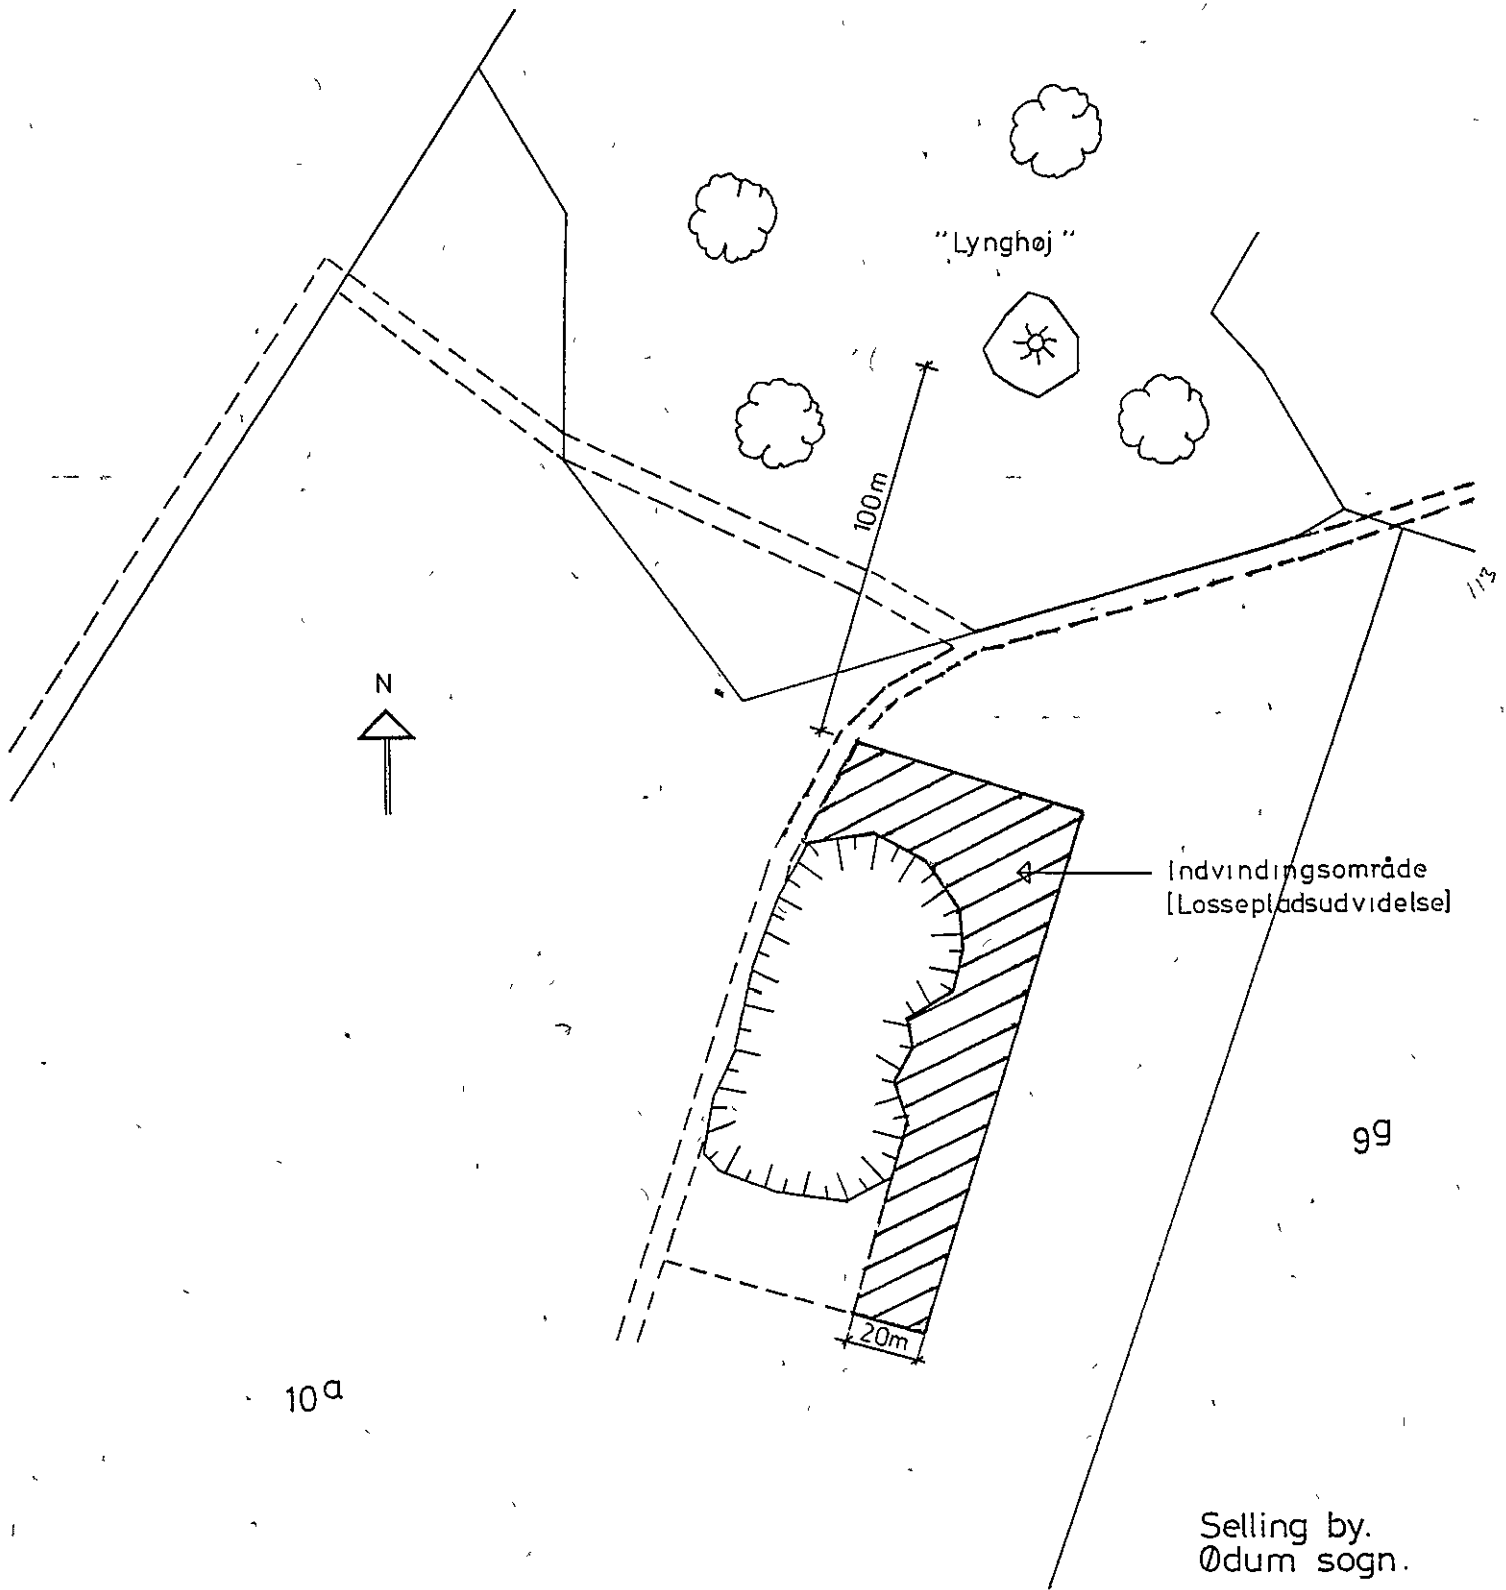 "Lynghøj"
100m
113
N
Indvindingsområde
[Lossepladsudvidelse]
9g
20m
10a
Selling by.
Ødum sogn.